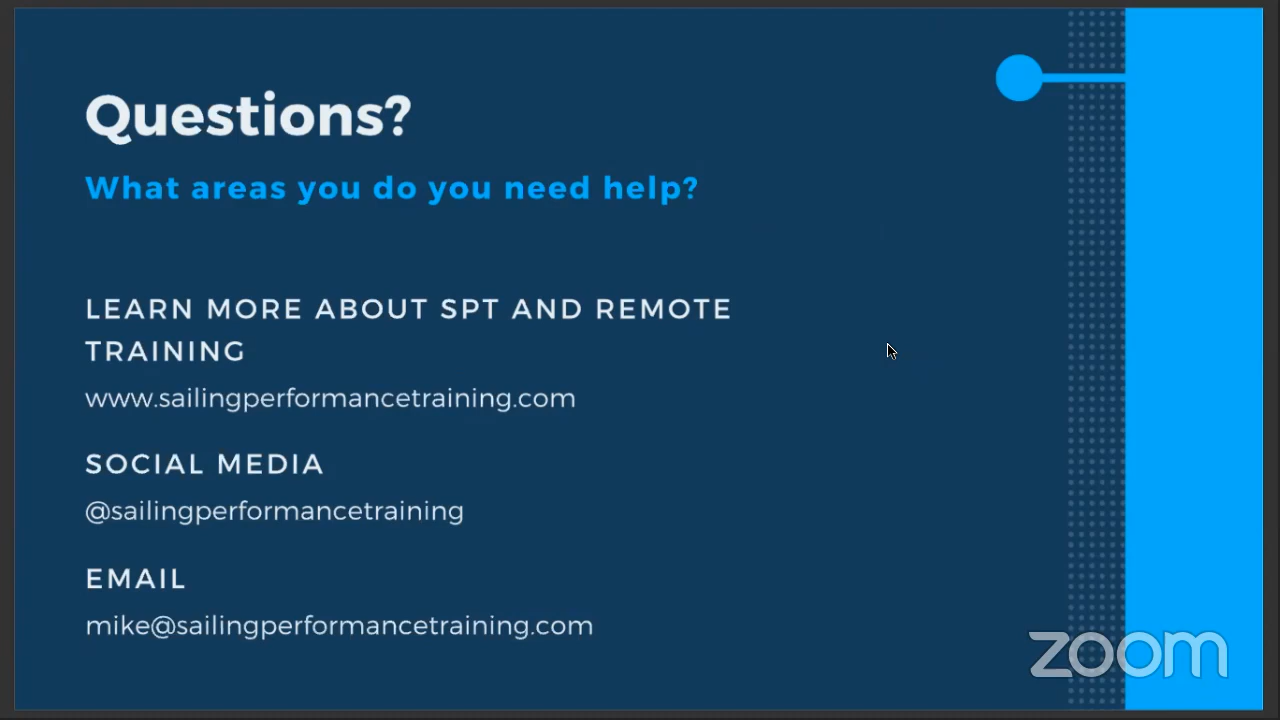 Questions?
What areas you do you need help?
LEARN MORE ABOUT SPT AND REMOTE
TRAINING
www.sailingperformancetraining.com
SOCIAL MEDIA
@sailingperformancetraining
EMAIL
mike@sailingperformancetraining.com
zoom